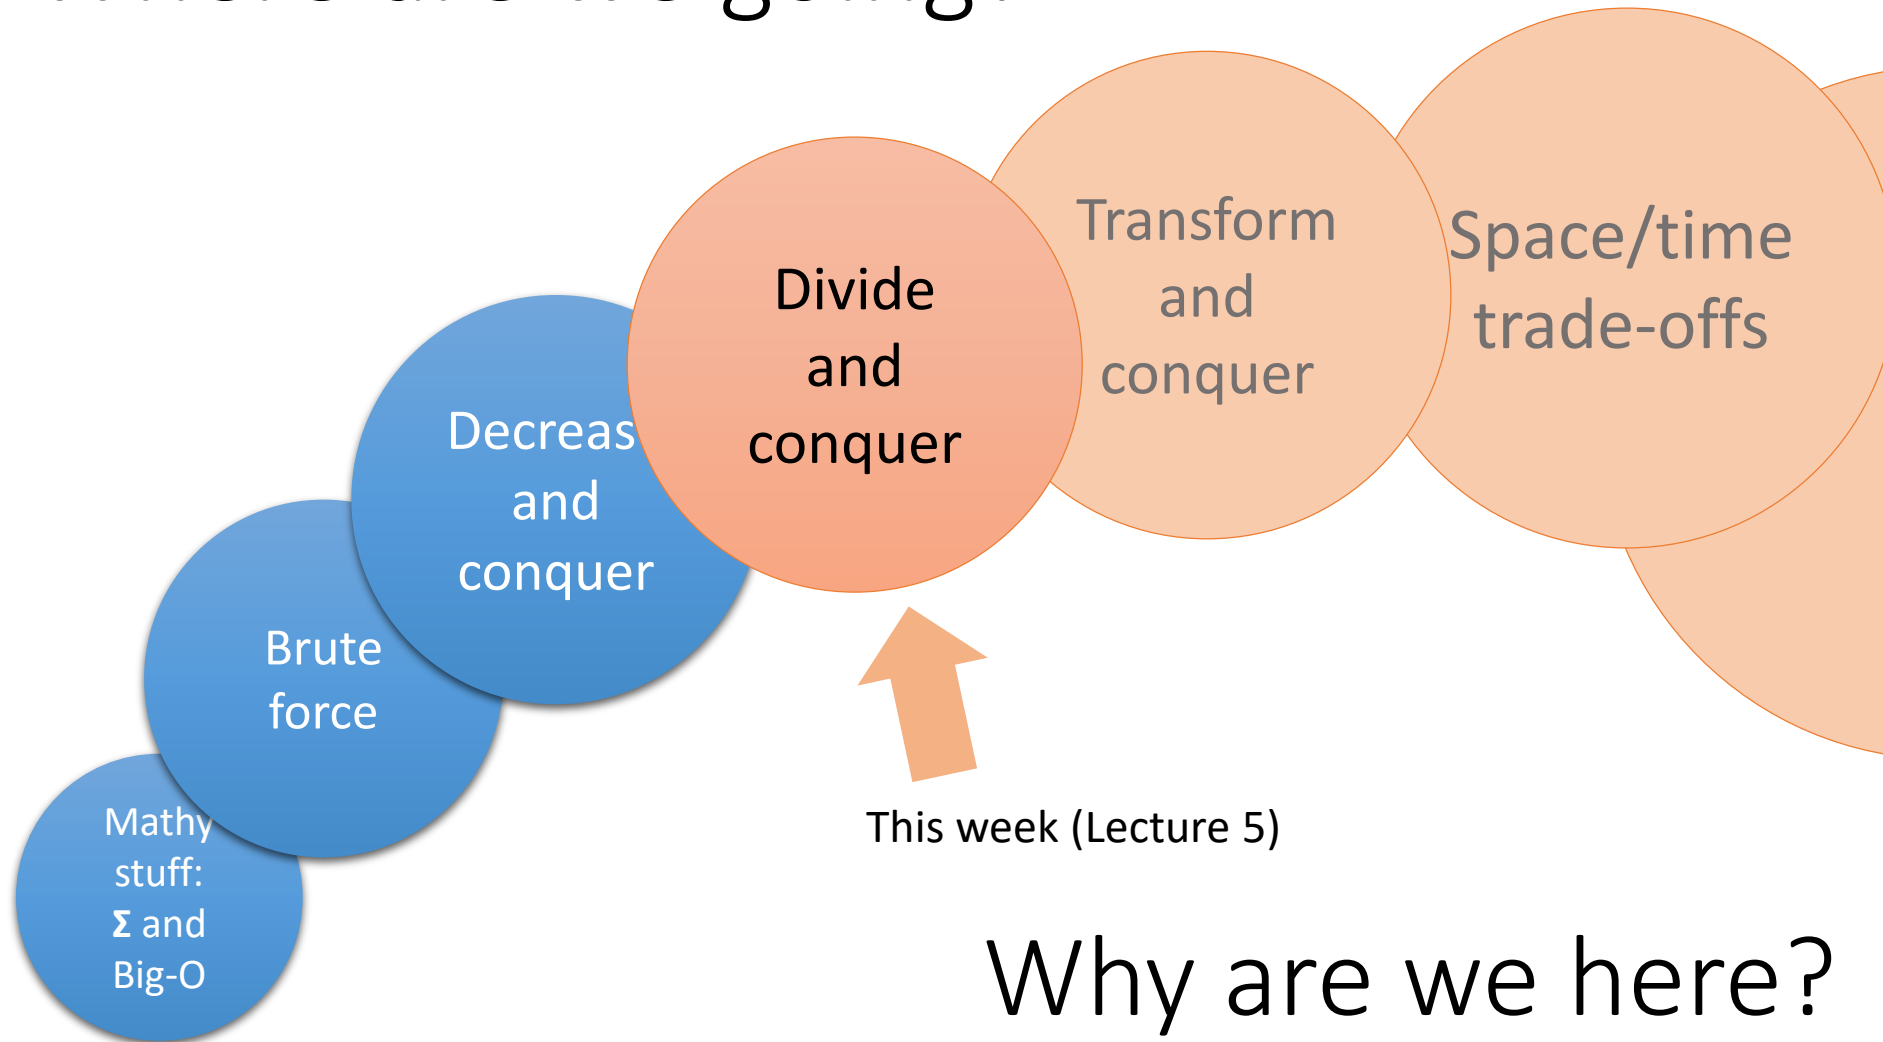 Mathy
stuff:
Σ and
Big-O
Brute
force
Decreas
and
conquer
Divide
and
conquer
Transform
and
conquer
Space/time
trade-offs
This week (Lecture 5)
Why are we here?